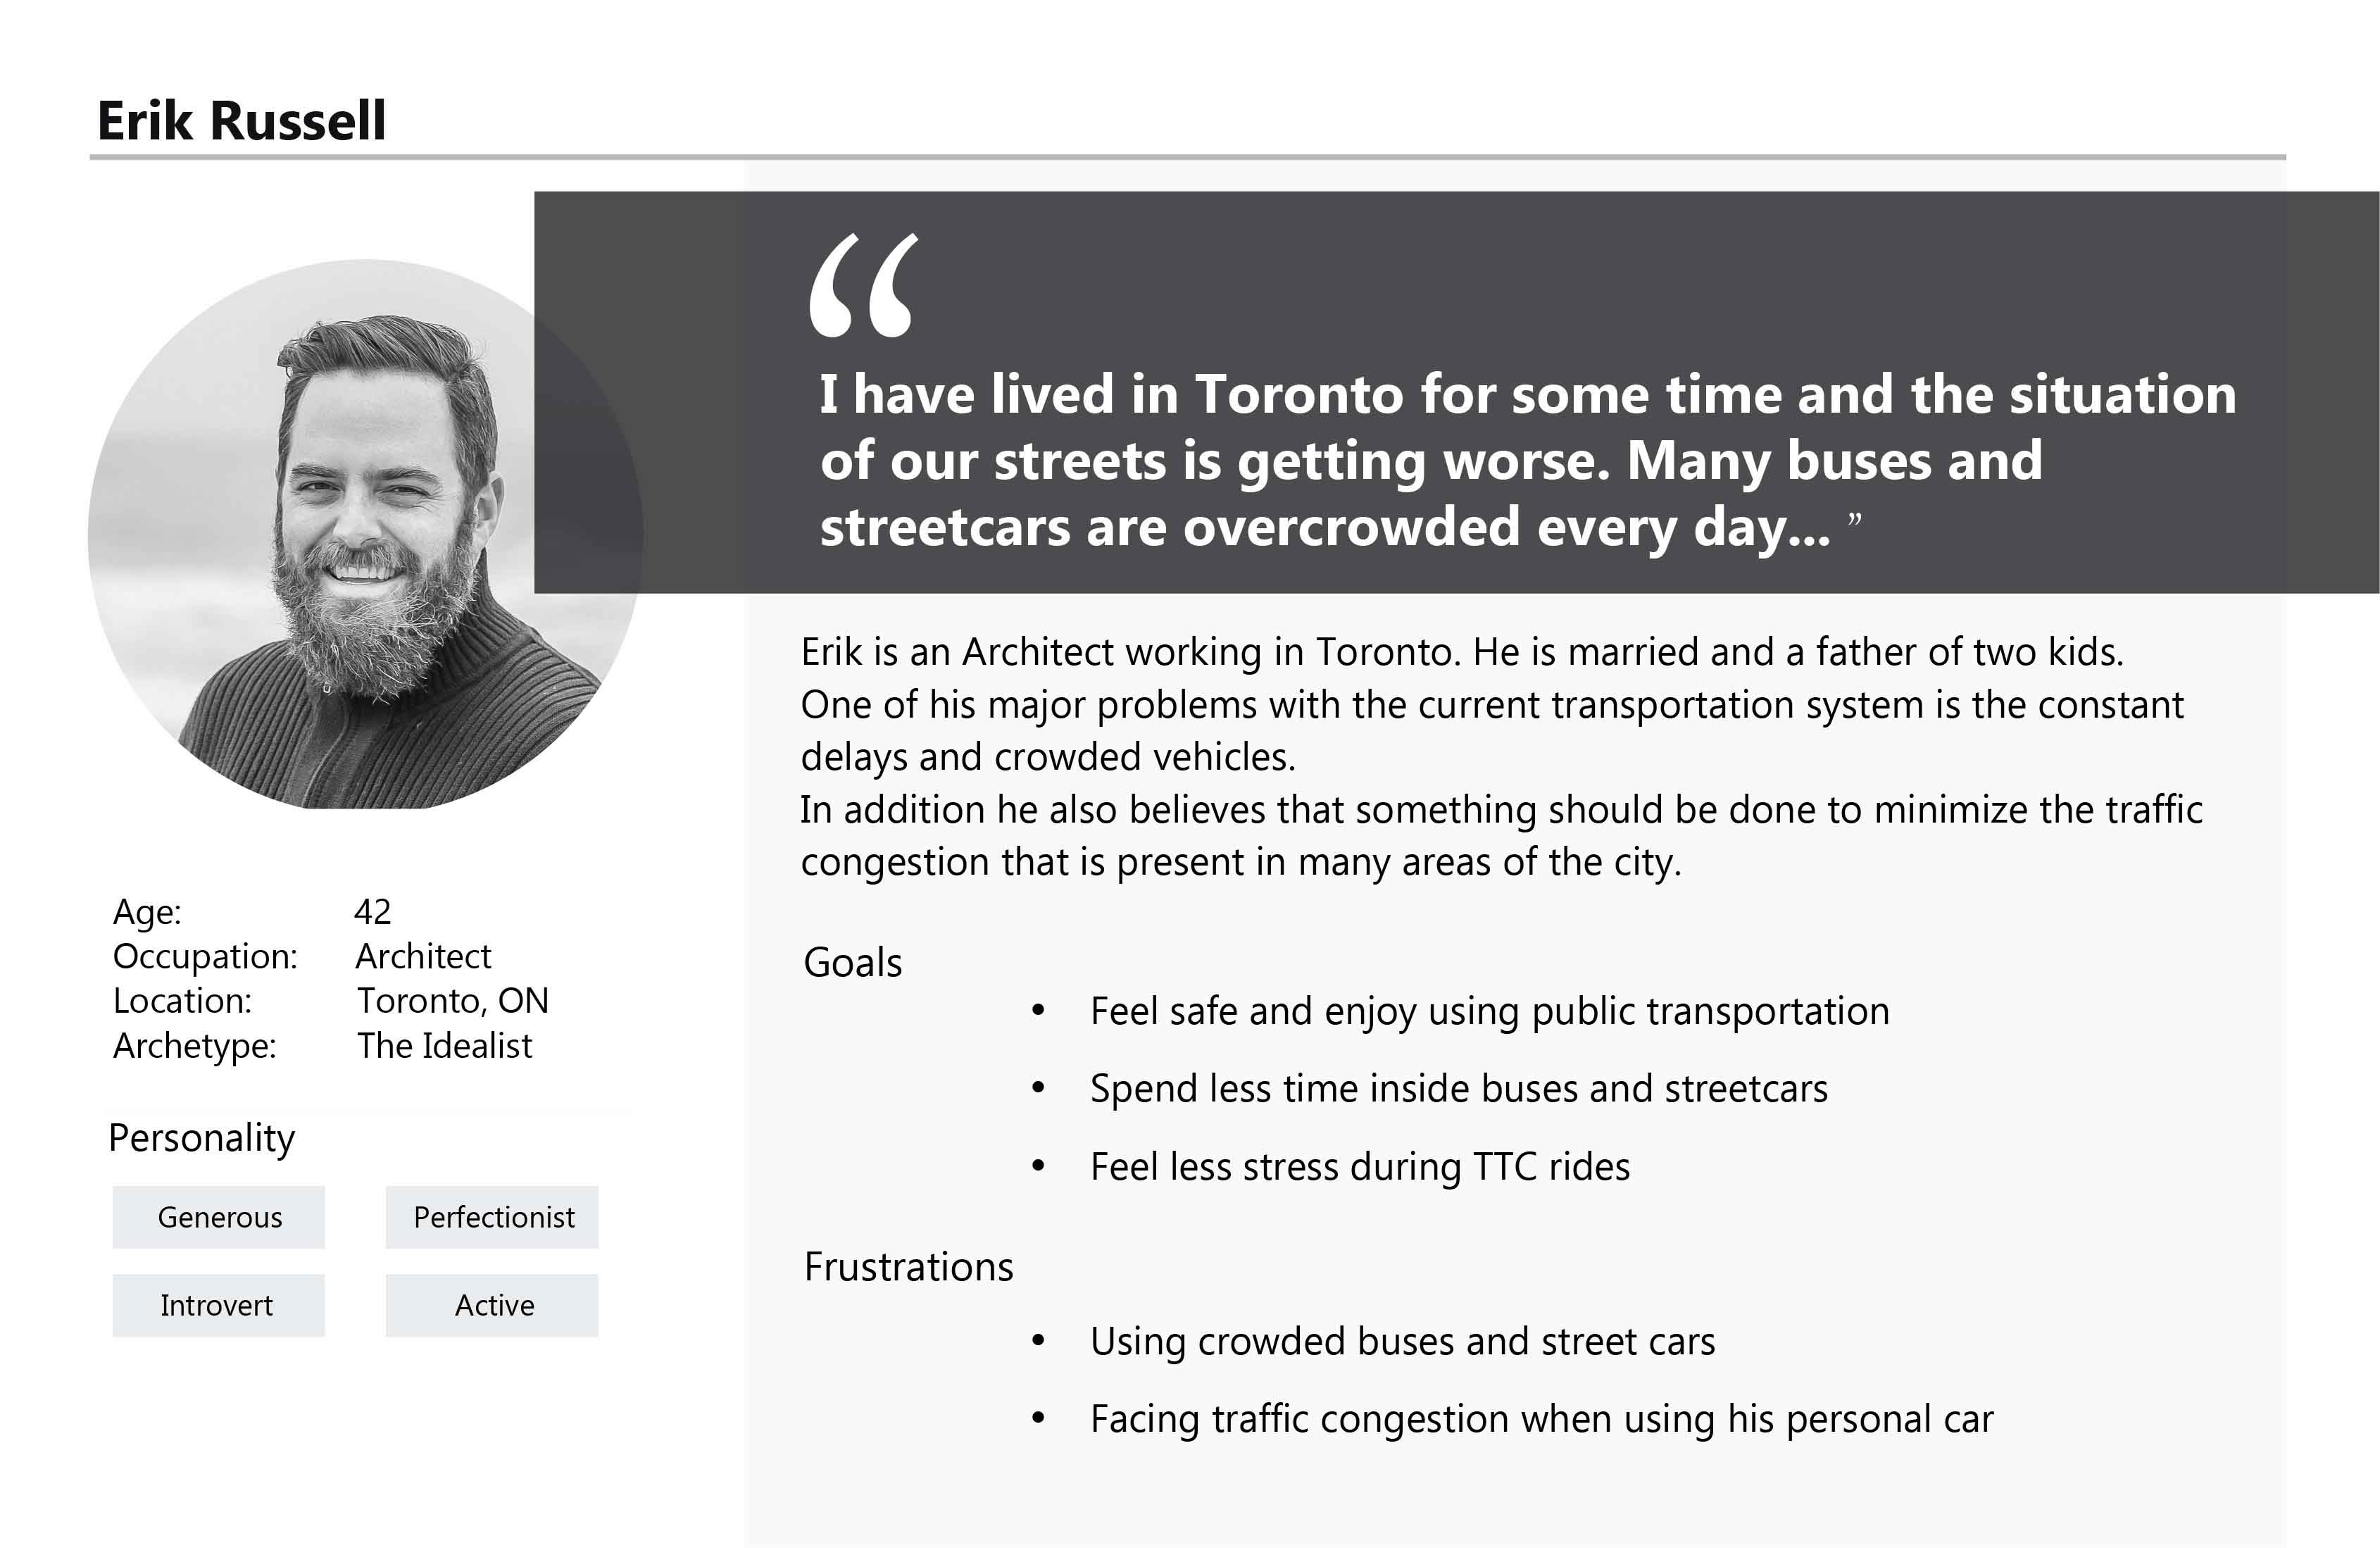 Erik Russell
“
I have lived in Toronto for some time and the situation
of our streets is getting worse. Many buses and
streetcars are overcrowded every day... ”
Erik is an Architect working in Toronto. He is married and a father of two kids.
One of his major problems with the current transportation system is the constant
delays and crowded vehicles.
In addition he also believes that something should be done to minimize the traffic
congestion that is present in many areas of the city.
Age: 42
Occupation: Architect
Location: Toronto, ON
Archetype: The Idealist
Personality
Generous Perfectionist
Introvert Active
Goals
• Feel safe and enjoy using public transportation
• Spend less time inside buses and streetcars
• Feel less stress during TTC rides
Frustrations
• Using crowded buses and street cars
• Facing traffic congestion when using his personal car